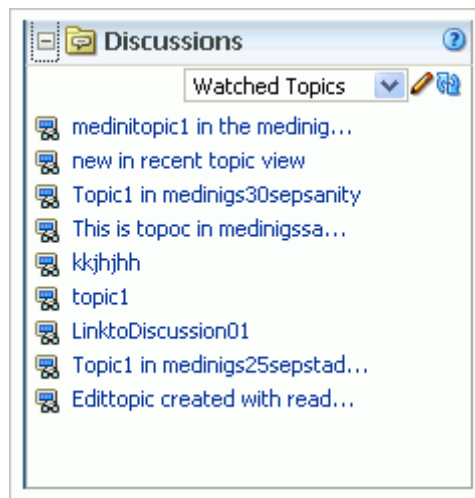 Discussions
Watched Topics
medinitopic1 in the medinig...
new in recent topic view
Topic1 in medinigs30sepsanity
This is topoc in medinigssa...
kkjhjhh
topic1
LinktoDiscussion01
Topic1 in medinigs25sepstad...
Edittopic created with read...